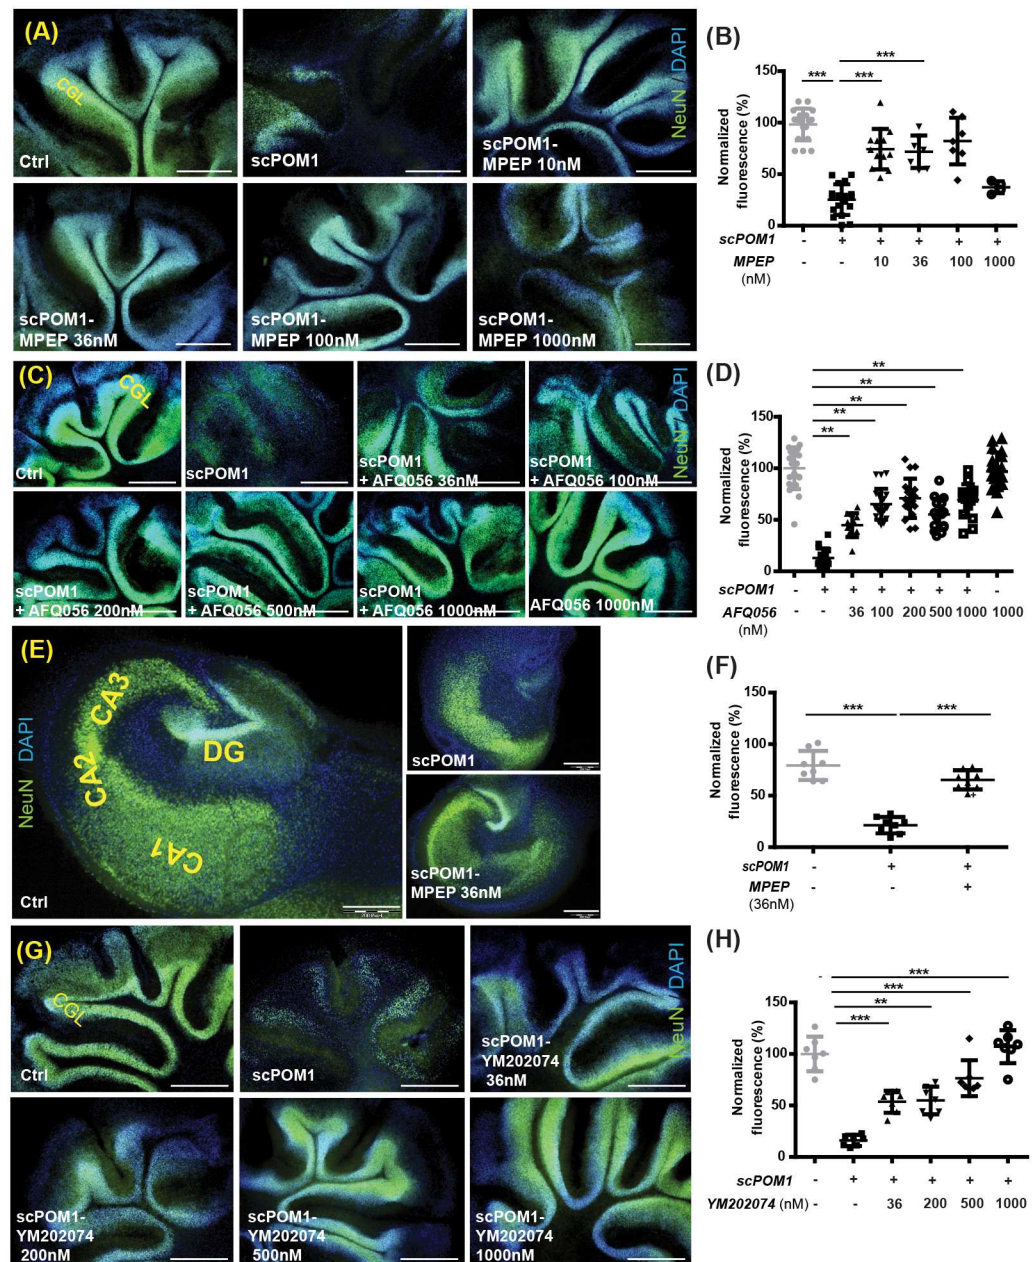 (A)
CGL
Ctrl
scPOM1
scPOM1-
MPEP 10nM
NeuN / DAPI
scPOM1-
MPEP 36nM
scPOM1-
MPEP 100nM
scPOM1-
MPEP 1000nM
(B)
Normalized
fluorescence (%)
*** *** ***
150
100
50
0
scPOM1 - + + + + +
MPEP - - 10 36 100 1000
(nM)
(C)
CGL
Ctrl
scPOM1
scPOM1
+ AFQ056 36nM
scPOM1
+ AFQ056 100nM
NeuN / DAPI
scPOM1
+ AFQ056 200nM
scPOM1
+ AFQ056 500nM
scPOM1
+ AFQ056 1000nM
AFQ056 1000nM
(D)
Normalized
fluorescence (%)
**
**
**
**
**
150
100
50
0
scPOM1 - + + + + + + -
AFQ056 - - 36 100 200 500 1000 1000
(nM)
(E)
NeuN / DAPI
CA3
CA2
DG
CA1
Ctrl
scPOM1
scPOM1-
MPEP 36nM
(F)
Normalized
fluorescence (%)
*** ***
150
100
50
0
scPOM1 - + +
MPEP - - +
(36nM)
(G)
CGL
Ctrl
scPOM1
scPOM1-
YM202074
36nM
NeuN / DAPI
scPOM1-
YM202074
200nM
scPOM1-
YM202074
500nM
scPOM1-
YM202074
1000nM
(H)
Normalized
fluorescence (%)
-
***
***
**
***
150
100
50
0
scPOM1 - + + + + +
YM202074 (nM) - - 36 200 500 1000